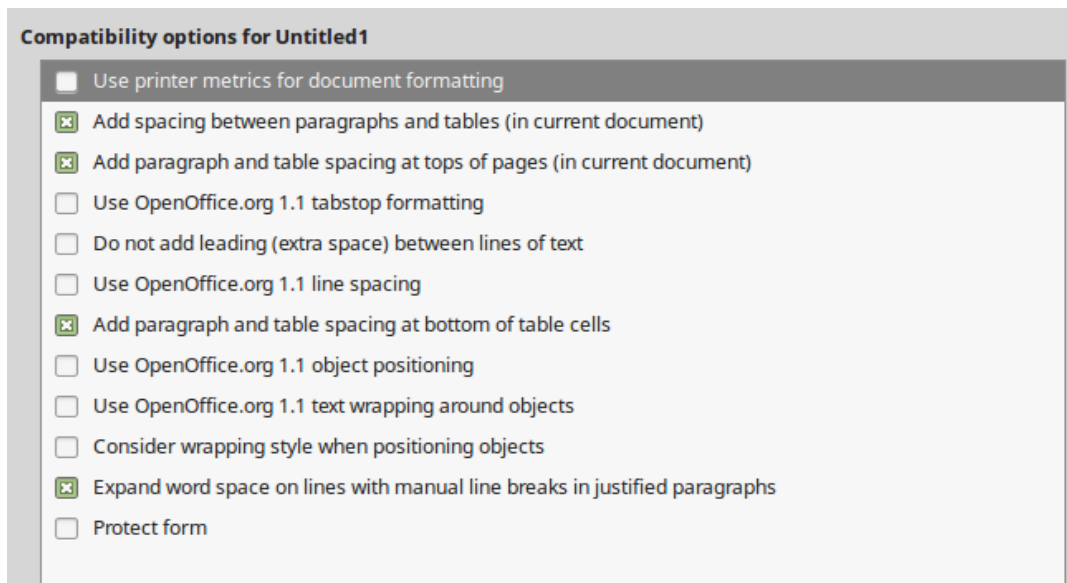 Compatibility options for Untitled1
Use printer metrics for document formatting
Add spacing between paragraphs and tables (in current document)
Add paragraph and table spacing at tops of pages (in current document)
Use OpenOffice.org 1.1 tabstop formatting
Do not add leading (extra space) between lines of text
Use OpenOffice.org 1.1 line spacing
Add paragraph and table spacing at bottom of table cells
Use OpenOffice.org 1.1 object positioning
Use OpenOffice.org 1.1 text wrapping around objects
Consider wrapping style when positioning objects
Expand word space on lines with manual line breaks in justified paragraphs
Protect form